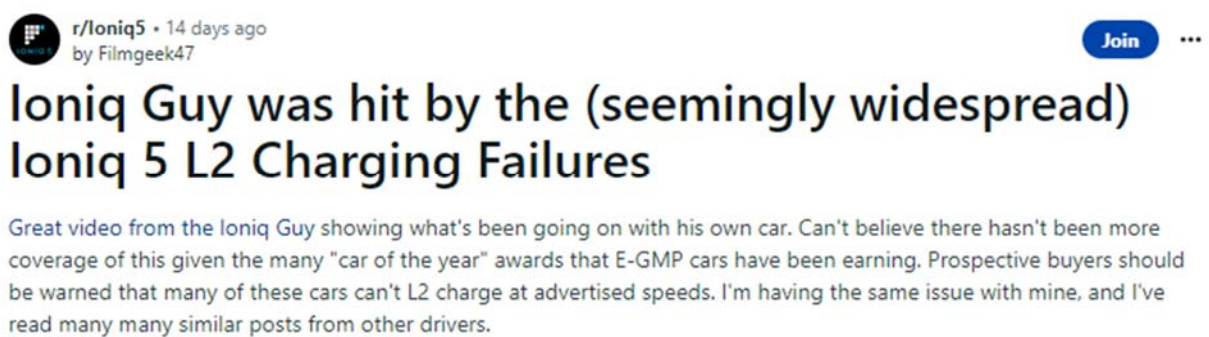 r/Ioniq5 • 14 days ago
by Filmgeek47
Join
Ioniq Guy was hit by the (seemingly widespread)
Ioniq 5 L2 Charging Failures
Great video from the Ioniq Guy showing what's been going on with his own car. Can't believe there hasn't been more
coverage of this given the many "car of the year" awards that E-GMP cars have been earning. Prospective buyers should
be warned that many of these cars can't L2 charge at advertised speeds. I'm having the same issue with mine, and I've
read many many similar posts from other drivers.